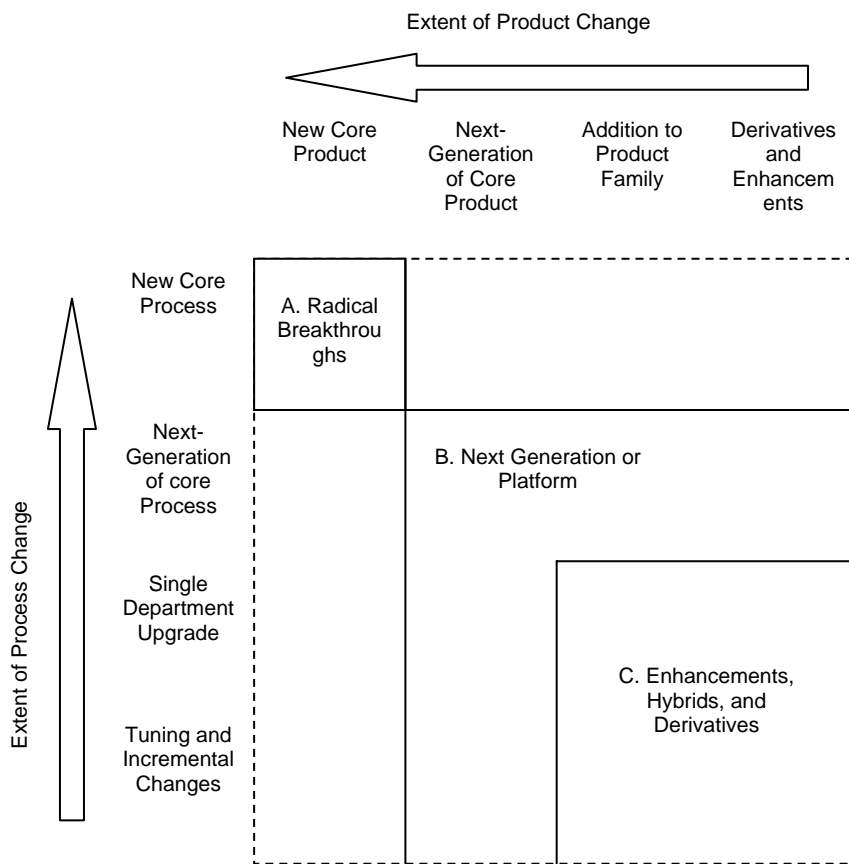 Extent of Product Change
New Core
Product
Next-
Generation
of Core
Product
Addition to
Product
Family
Derivatives
and
Enhancem
ents
New Core
Process
A. Radical
Breakthrou
ghs
Next-
Generation
of core
Process
B. Next Generation or
Platform
Extent of Process Change
Single
Department
Upgrade
C. Enhancements,
Hybrids, and
Derivatives
Tuning and
Incremental
Changes